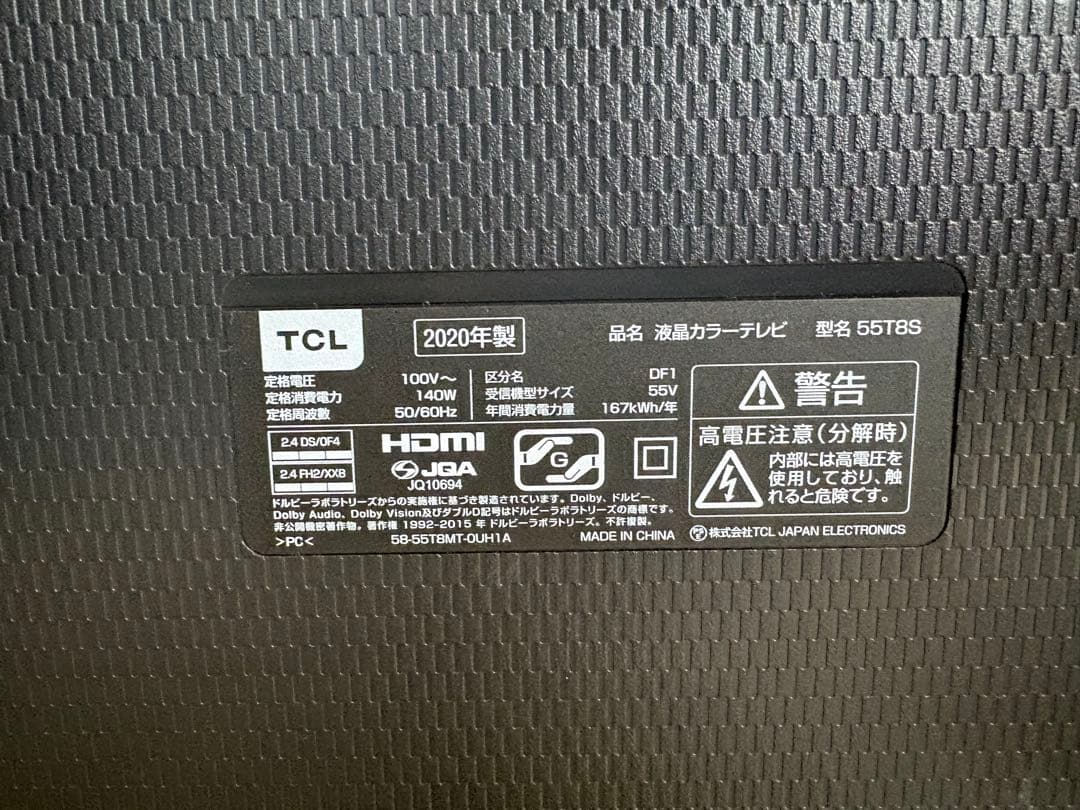 TCL
2020年製
品名 液晶カラーテレビ 型名 55T8S
定格電圧 100V～
定格消費電力 140W
定格周波数 50/60Hz
区分名 DF1
受信機型サイズ 55V
年間消費電力量 167kWh/年
2.4 DS/0F4
2.4 FH2/XXB
HDMI
JQA
JQ10694
G
警告
高電圧注意(分解時)
内部には高電圧を
使用しており、触
れると危険です。
ドルビーラボラトリーズからの実施権に基づき製造されています。Dolby、ドルビー、
Dolby Audio、Dolby Vision及びダブルD記号はドルビーラボラトリーズの商標です。
非公開機密著作物。著作権 1992-2015 年 ドルビーラボラトリーズ。不許複製。
>PC< 58-55T8MT-0UH1A MADE IN CHINA
株式会社TCL JAPAN ELECTRONICS